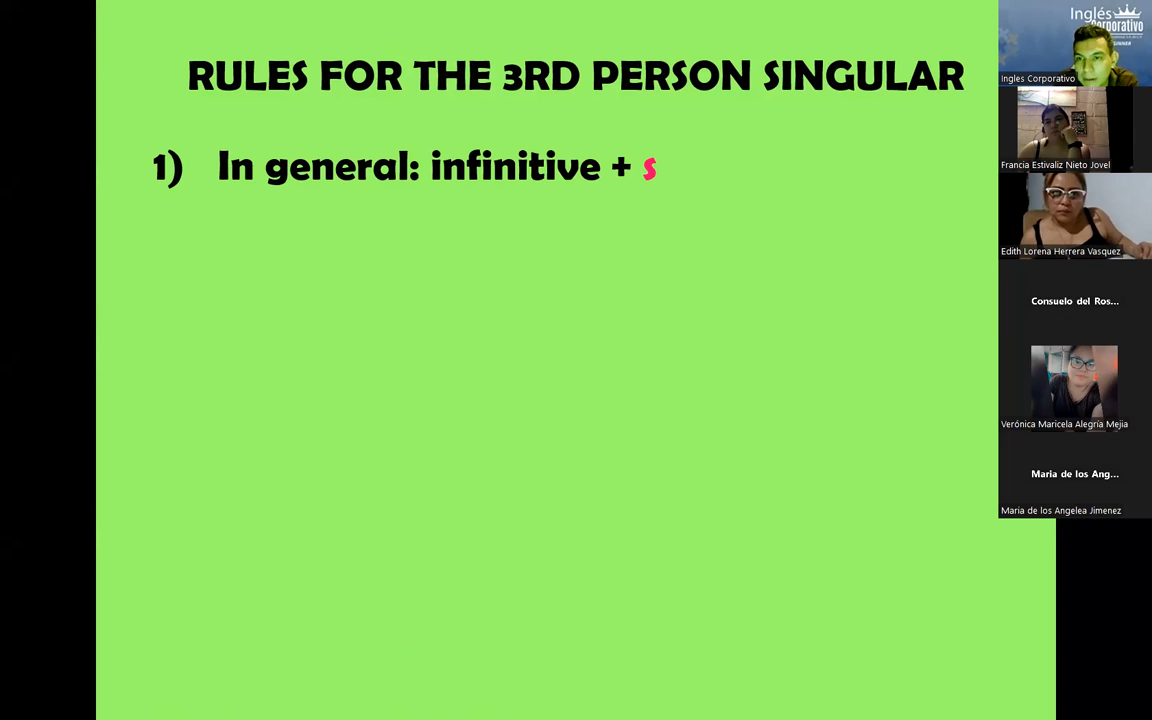 RULES FOR THE 3RD PERSON SINGULAR
1) In general: infinitive + s
Inglés
Corporativo
Ingles Corporativo
Francia Estivaliz Nieto Jovel
Edith Lorena Herrera Vasquez
Consuelo del Ros...
Verónica Maricela Alegría Mejia
Maria de los Ang...
Maria de los Angelea Jimenez